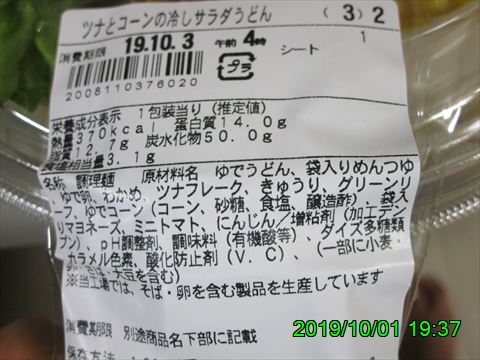 ツナとコーンの冷しサラダうどん (3)2
消費期限 19.10.3 午前 4時 シート 1
2008110376020 プラ
栄養成分表示 1包装当り(推定値)
熱量 370kcal 蛋白質14.0g
脂質12.7g 炭水化物50.0g
食塩相当量3.1g
名称 調理麺 原材料名 ゆでうどん、袋入りめんつゆ
、ゆで卵、わかめ、ツナフレーク、きゅうり、グリーンリ
ーフ、ゆでコーン(コーン、砂糖、食塩、醸造酢)、袋入
りマヨネーズ、ミニトマト、にんじん/増粘剤(加工デン
プン)、pH調整剤、調味料(有機酸等)、ダイズ多糖類
、カラメル色素、酸化防止剤(V.C)、(一部に小麦・
大豆を含む)
※当工場では、そば・卵を含む製品を生産しています
消費期限 別途商品名下部に記載
保存方法
2019/10/01 19:37